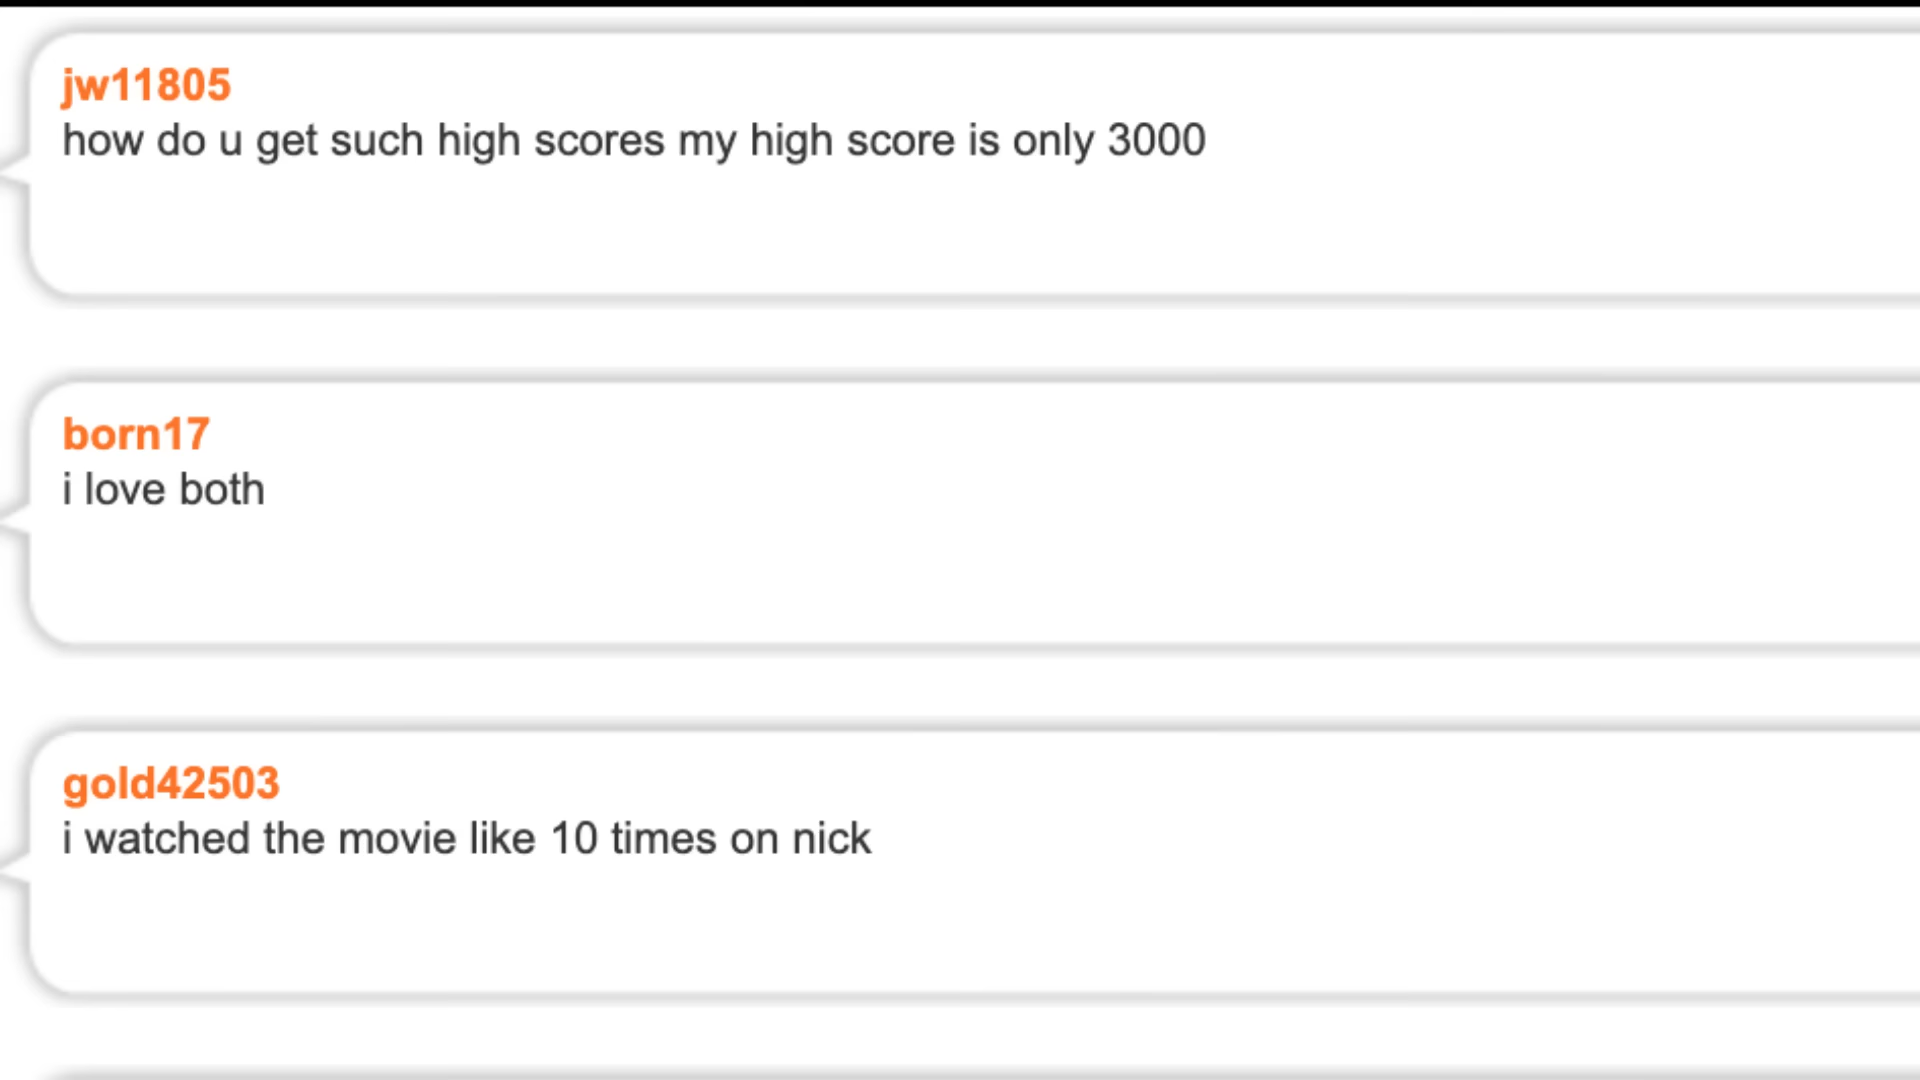 jw11805
how do u get such high scores my high score is only 3000
born17
i love both
gold42503
i watched the movie like 10 times on nick